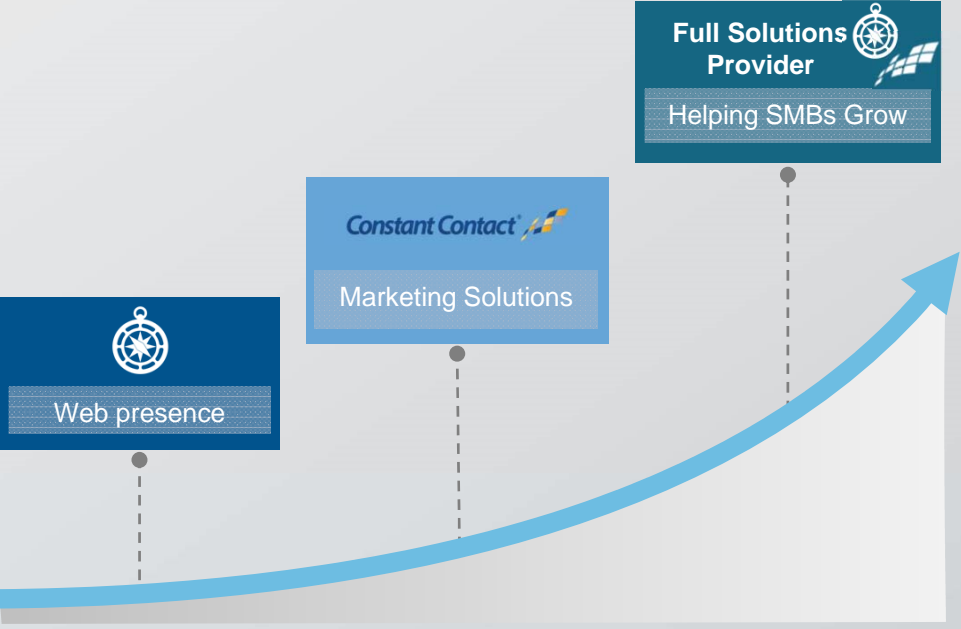 Full Solutions
Provider
Helping SMBs Grow
Constant Contact®
Marketing Solutions
Web presence